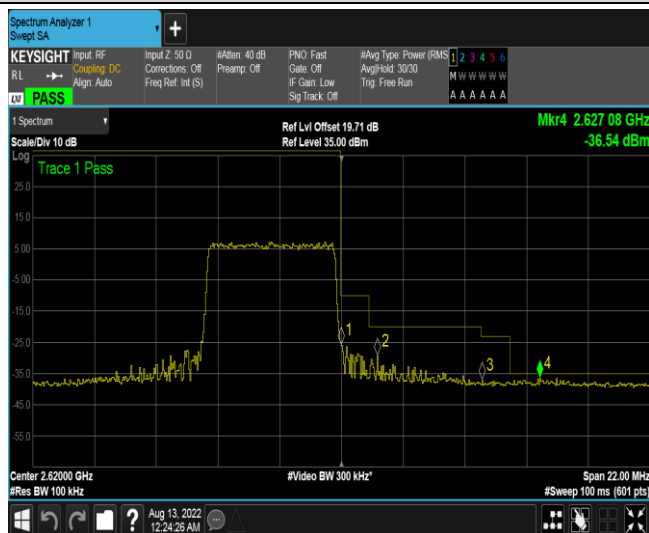 Spectrum Analyzer 1
Swept SA
+
KEYSIGHT
RL
LXI PASS
Input: RF
Coupling: DC
Align: Auto
Input Z: 50 Ω
Corrections: Off
Freq Ref: Int (S)
#Atten: 40 dB
Preamp: Off
PNO: Fast
Gate: Off
IF Gain: Low
Sig Track: Off
#Avg Type: Power (RMS
Avg|Hold: 30/30
Trig: Free Run
1 2 3 4 5 6
M W W W W W
A A A A A A
1 Spectrum
Scale/Div 10 dB
Ref Lvl Offset 19.71 dB
Ref Level 35.00 dBm
Mkr4 2.627 08 GHz
-36.54 dBm
Log
Trace 1 Pass
25.0
15.0
5.00
-5.00
-15.0
-25.0
-35.0
-45.0
-55.0
1
2
3
4
Center 2.62000 GHz
#Video BW 300 kHz*
Span 22.00 MHz
#Res BW 100 kHz
#Sweep 100 ms (601 pts)
?
Aug 13, 2022
12:24:26 AM